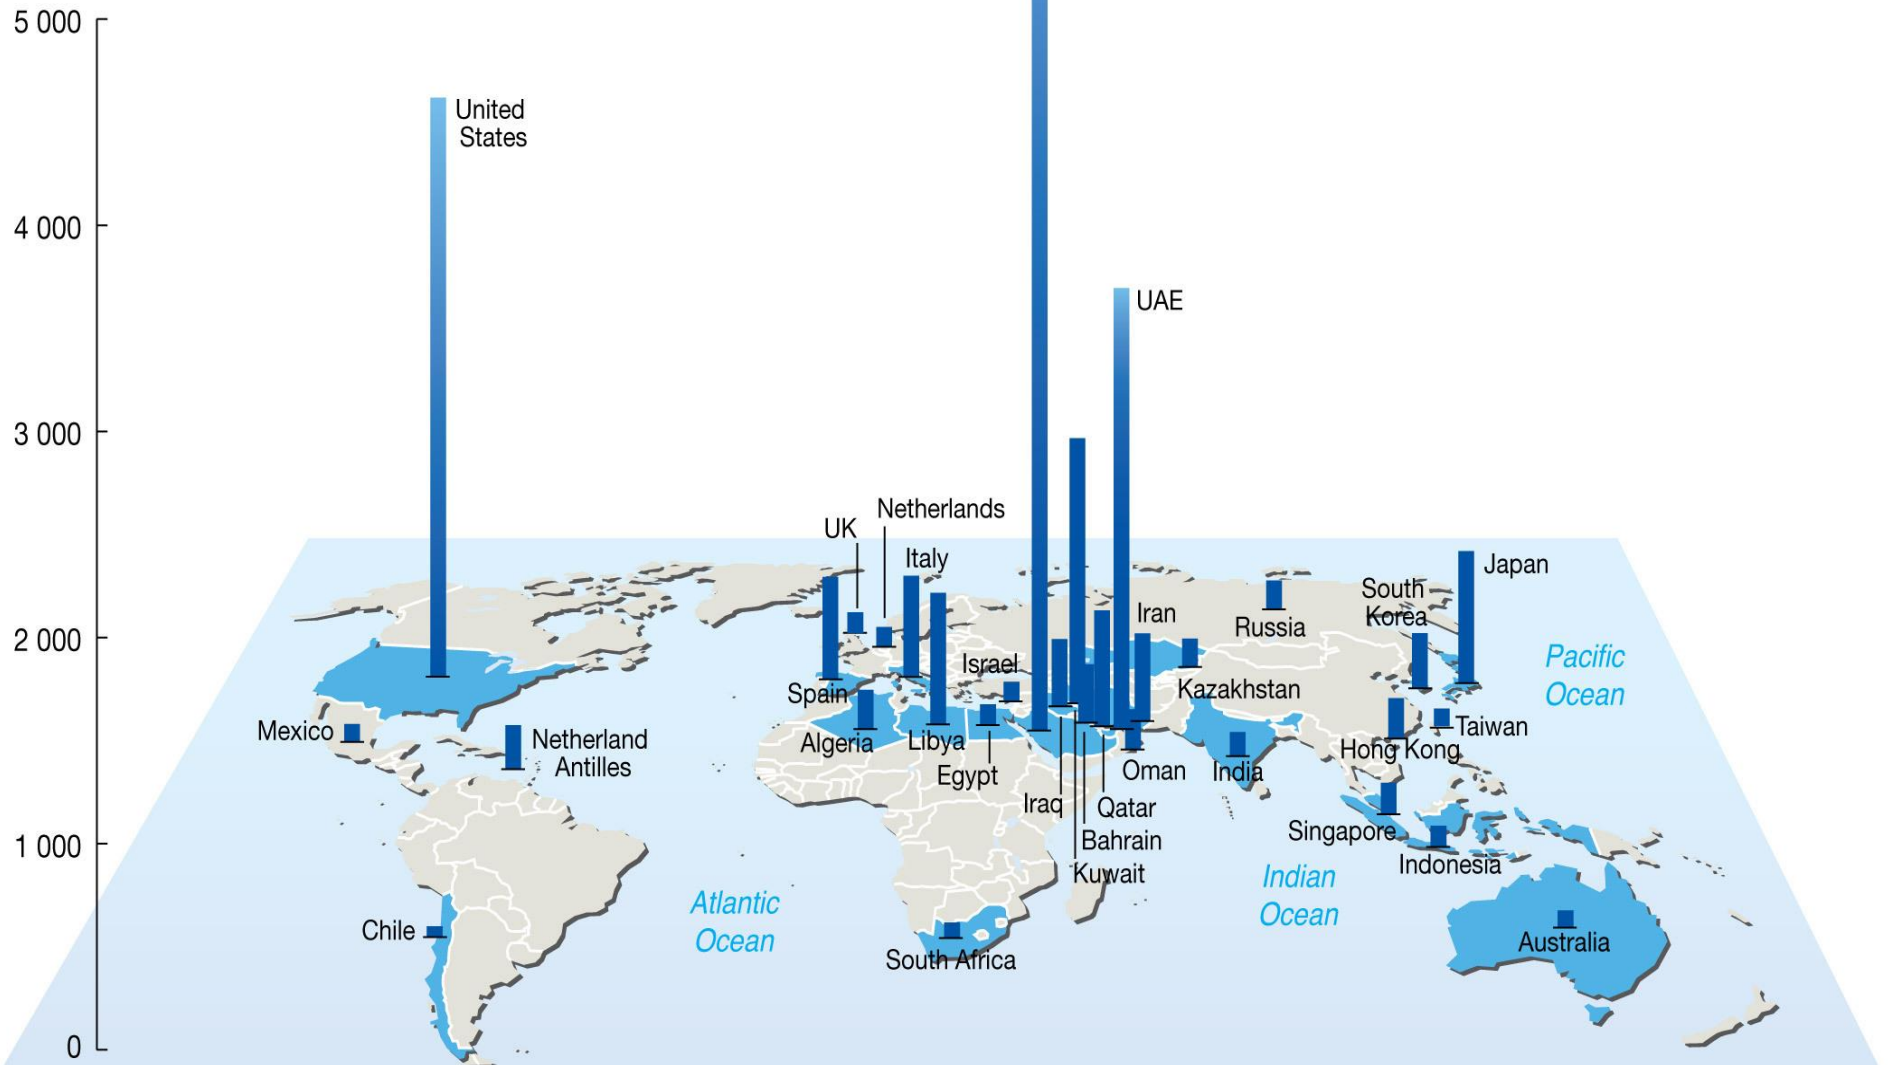 5 000
United
States
4 000
UAE
3 000
Netherlands
UK
Italy
Japan
South
Korea
Iran
Russia
2 000
Israel
Pacific
Ocean
Spain
Kazakhstan
Mexico
Netherland
Antilles
Algeria
Libya
Taiwan
Hong Kong
Egypt
Oman
India
Iraq
Qatar
Singapore
1 000
Bahrain
Indonesia
Kuwait
Indian
Ocean
Atlantic
Ocean
Chile
Australia
South Africa
0